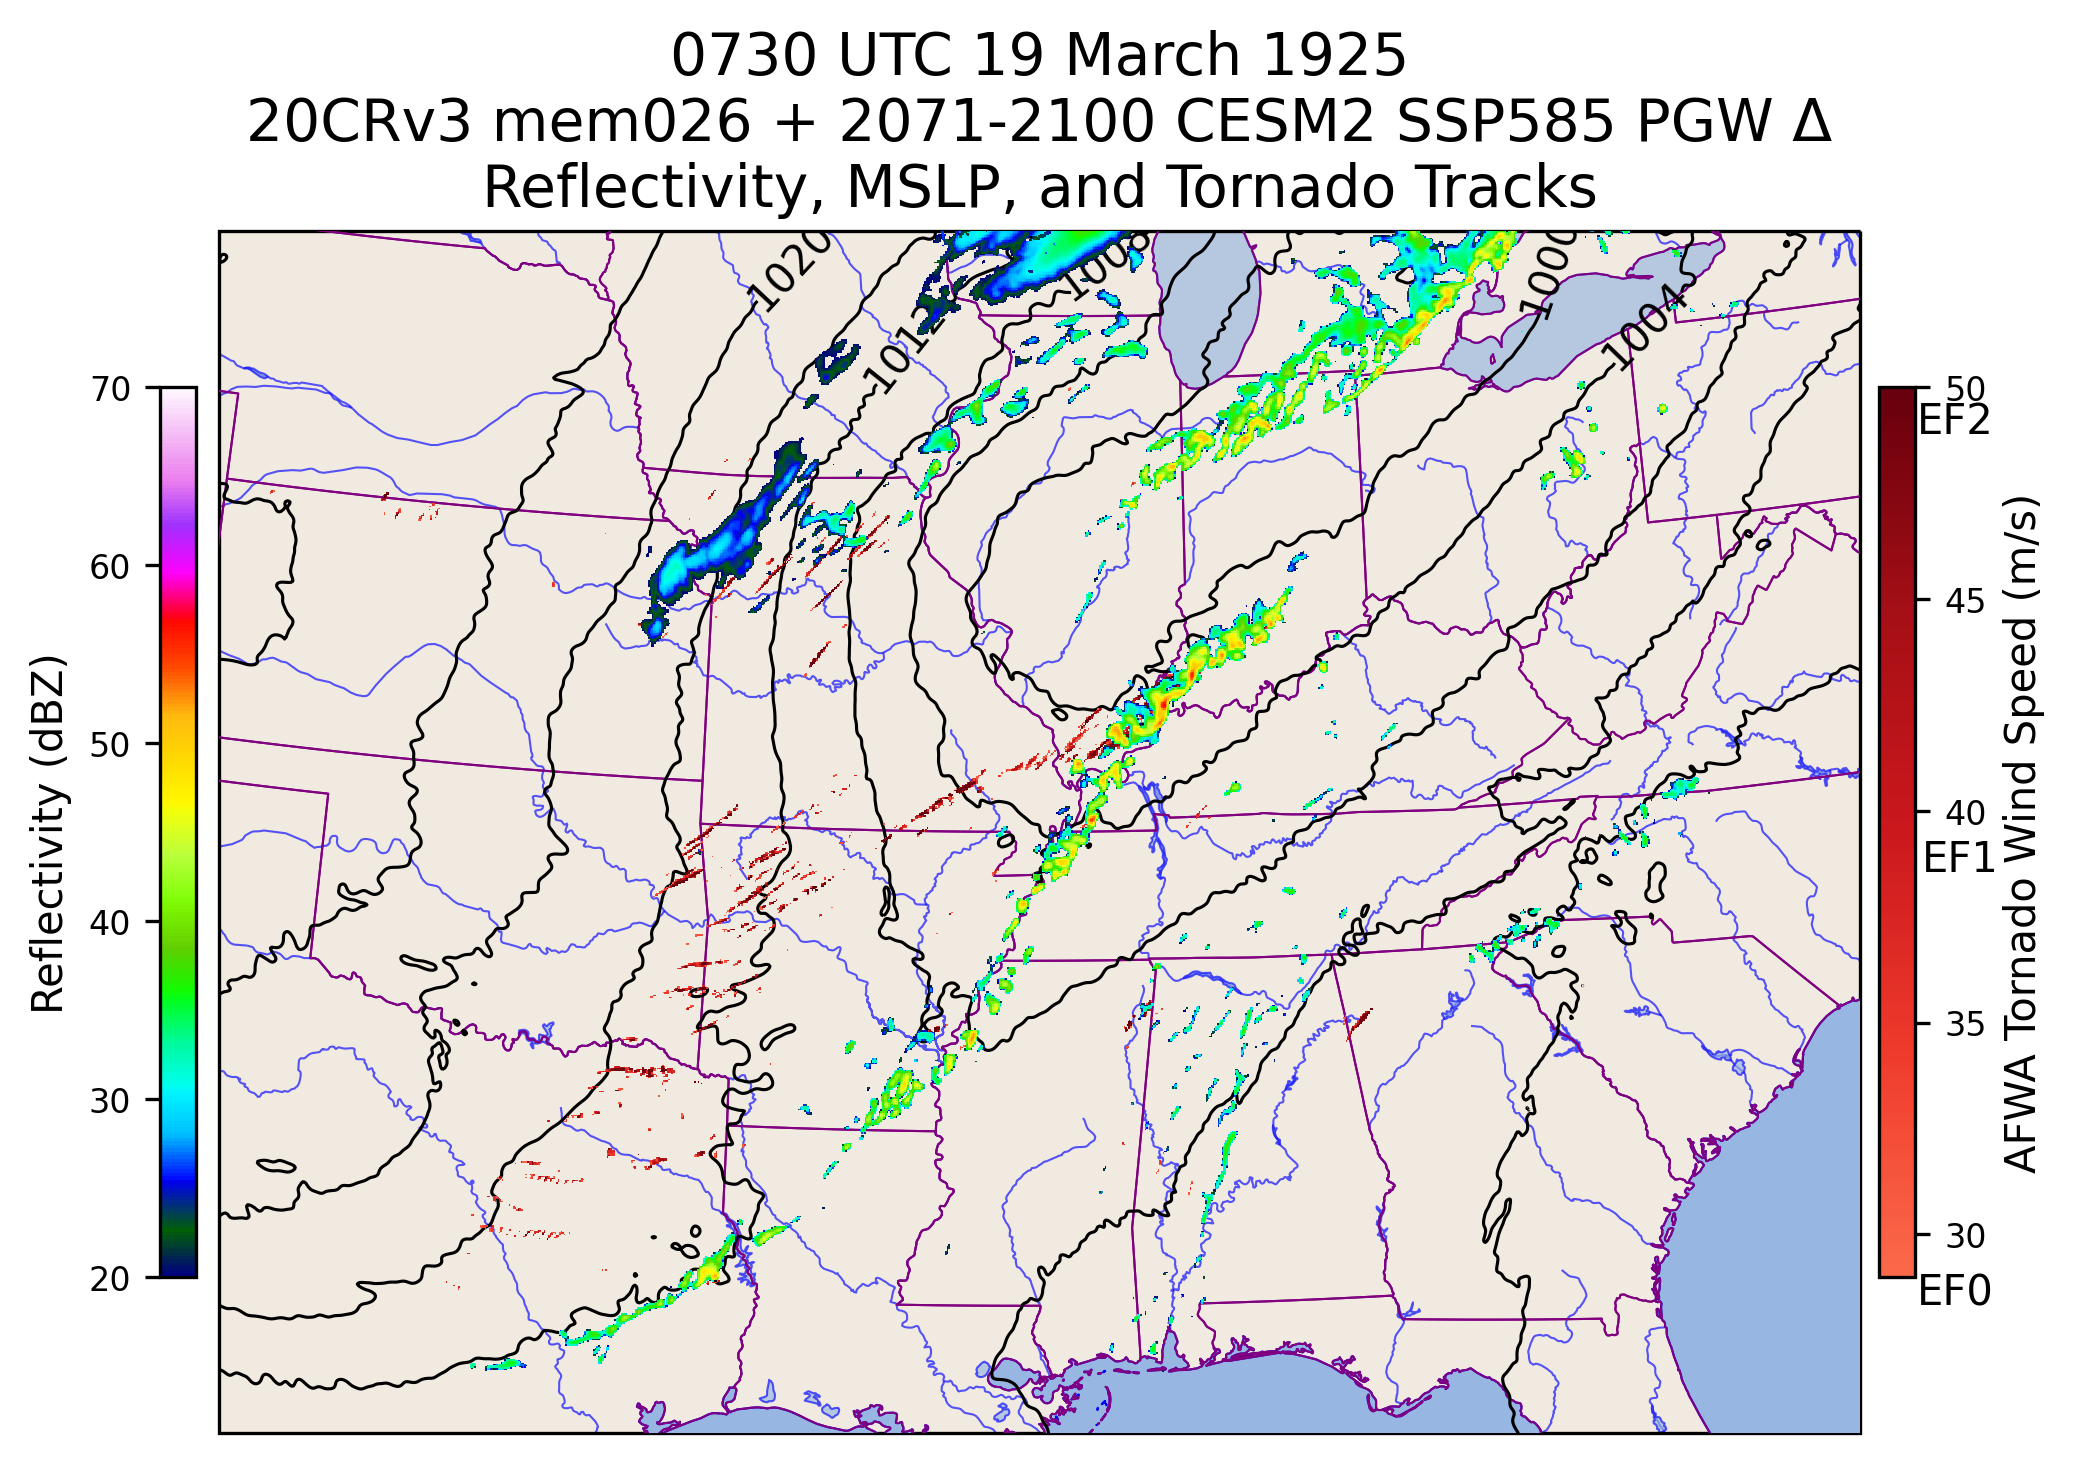 0730 UTC 19 March 1925
20CRv3 mem026 + 2071-2100 CESM2 SSP585 PGW Δ
Reflectivity, MSLP, and Tornado Tracks
1020
1008
1012
1000
1004
70
60
50
40
30
20
Reflectivity (dBZ)
50
EF2
45
40
EF1
35
30
EF0
AFWA Tornado Wind Speed (m/s)